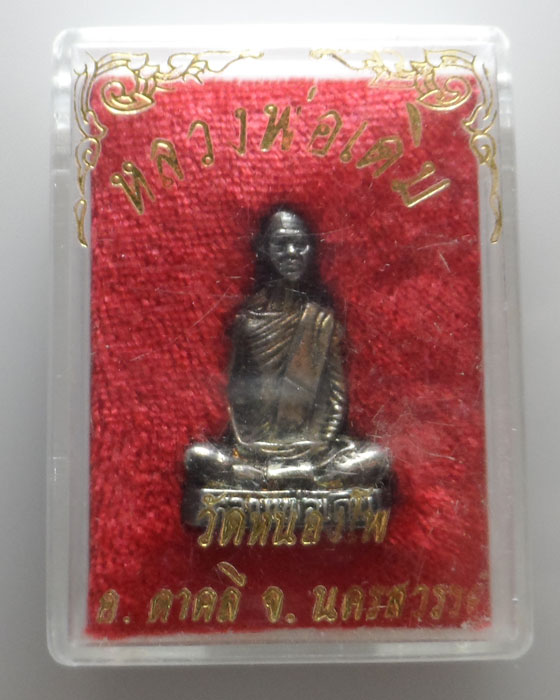 หลวงพ่อเดิม
วัดหนองโพ
อ. ตาคลี จ. นครสวรรค์